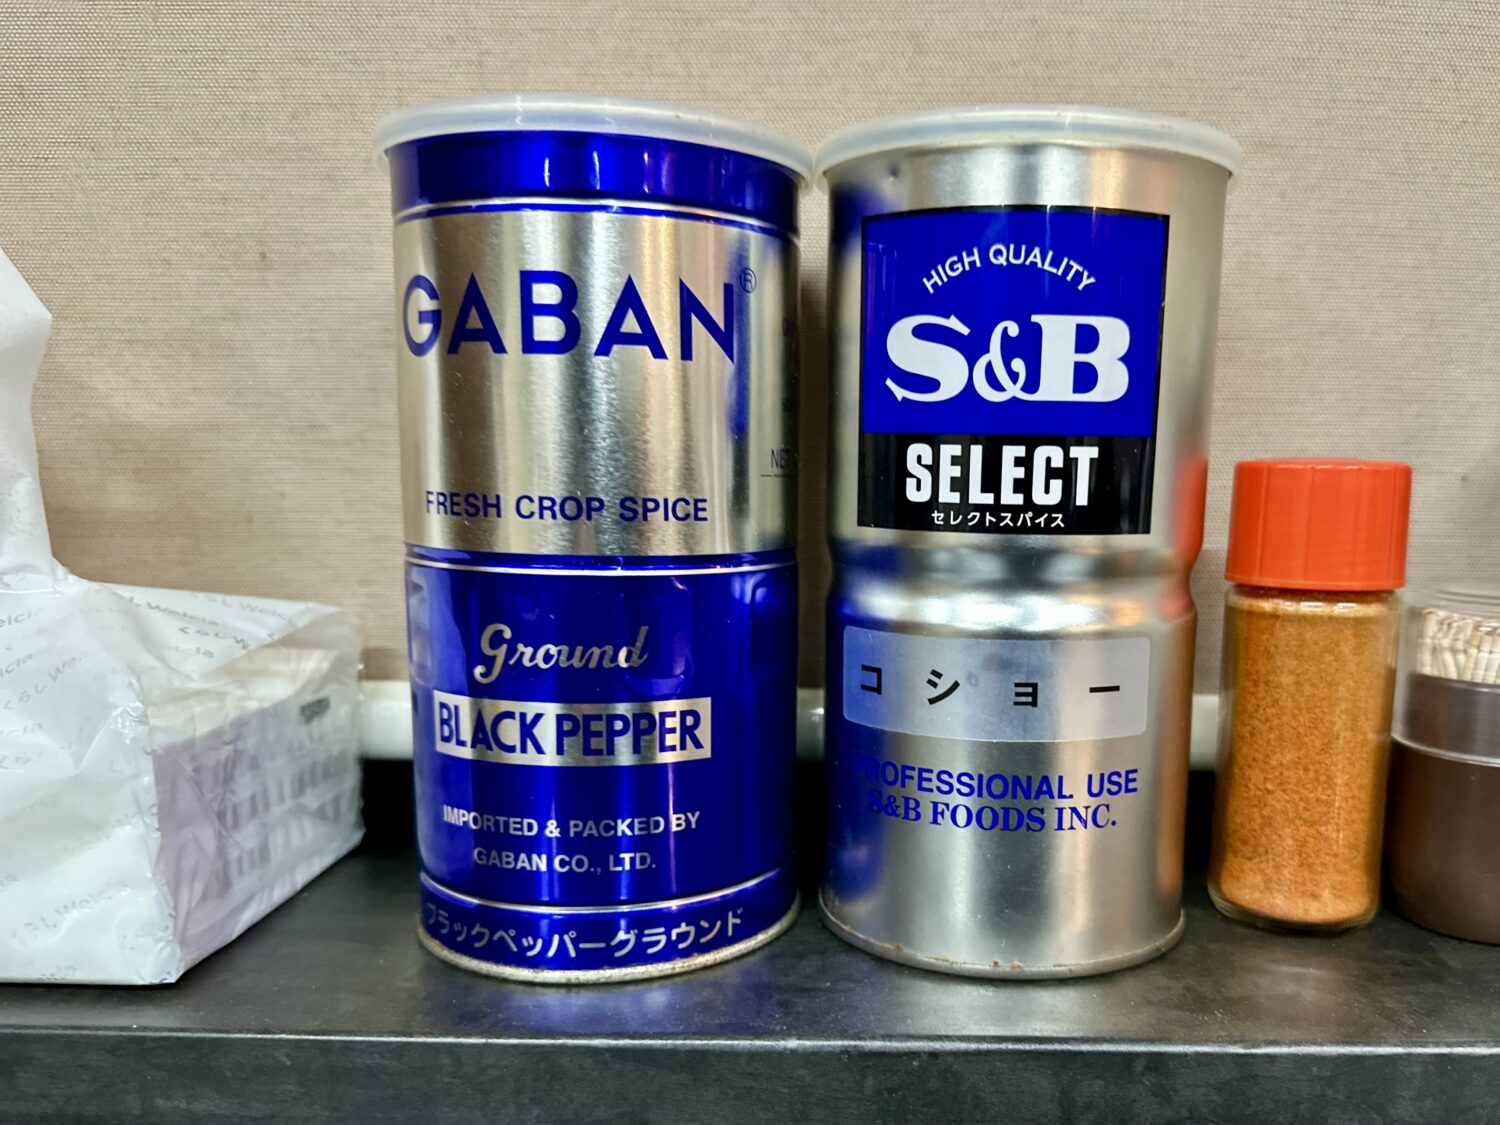 GABAN®
FRESH CROP SPICE
Ground
BLACK PEPPER
IMPORTED & PACKED BY
GABAN CO., LTD.
ブラックペッパーグラウンド
HIGH QUALITY
S&B
SELECT
セレクトスパイス
コショー
PROFESSIONAL USE
S&B FOODS INC.